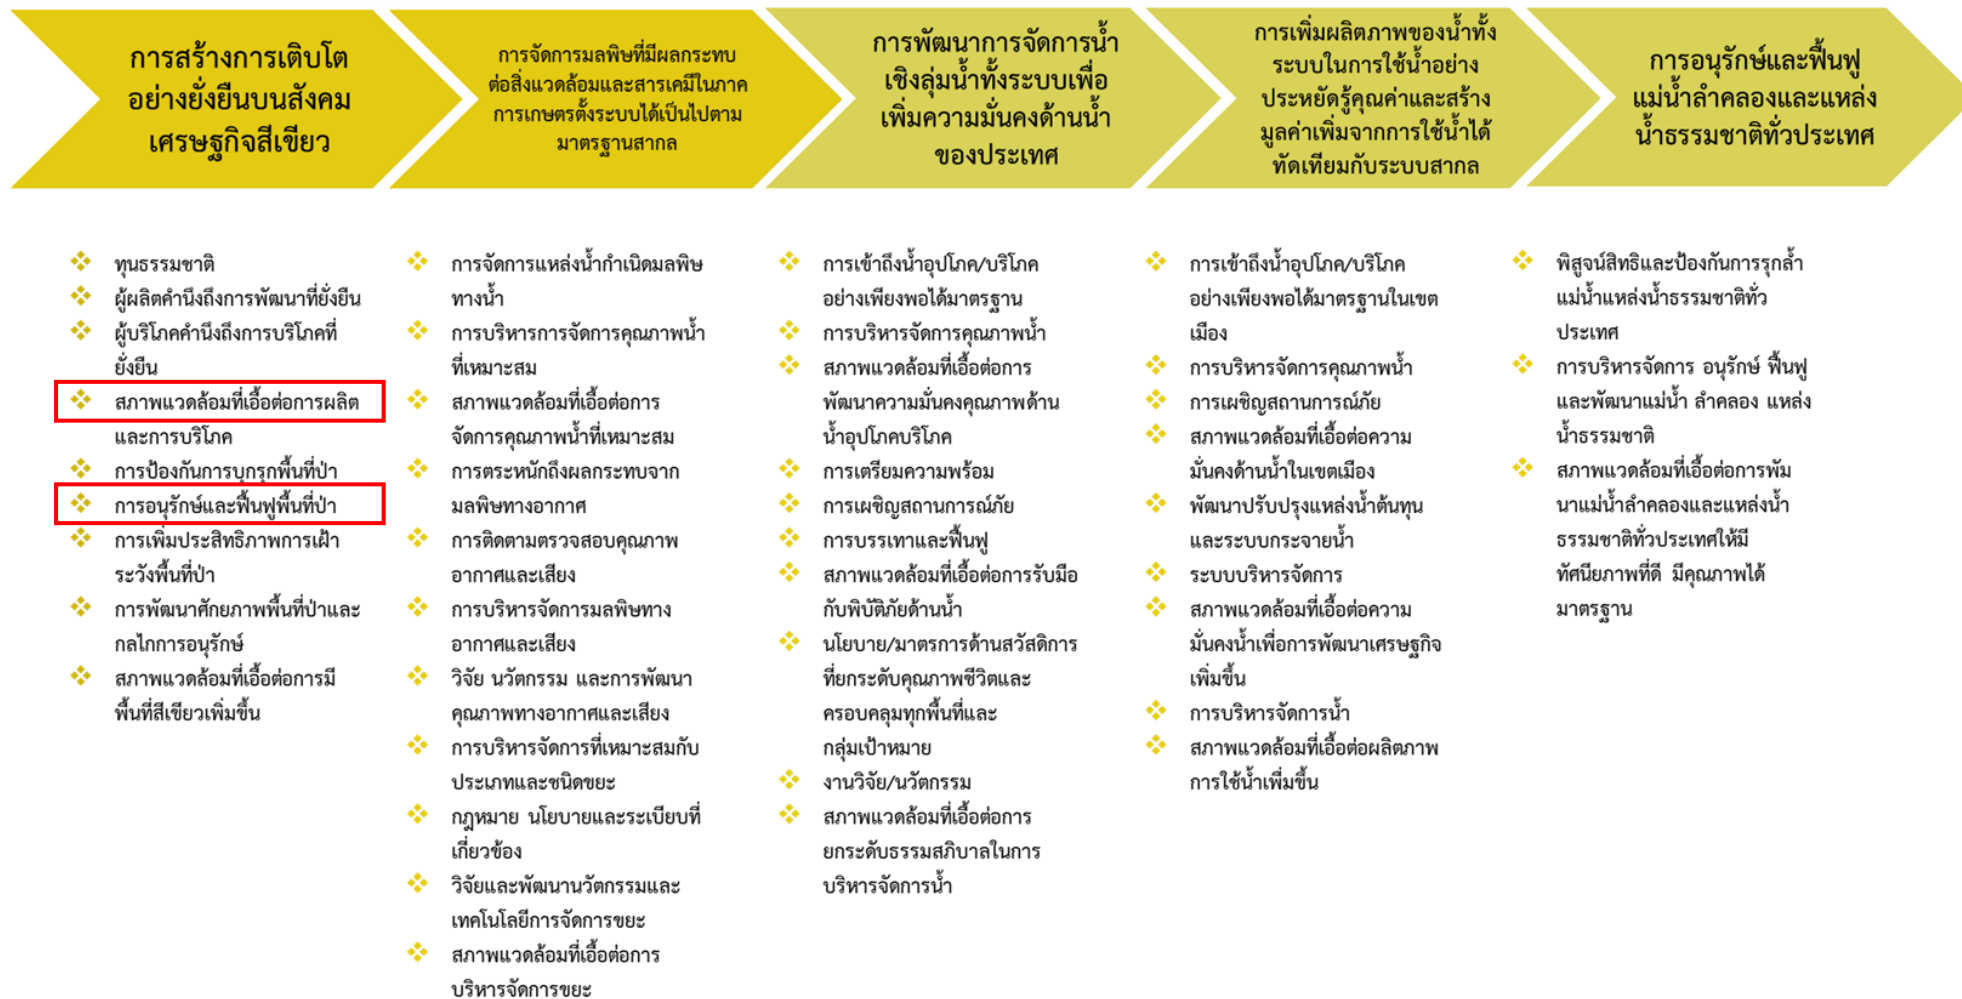 การสร้างการเติบโต
อย่างยั่งยืนบนสังคม
เศรษฐกิจสีเขียว
การจัดการมลพิษที่มีผลกระทบ
ต่อสิ่งแวดล้อมและสารเคมีในภาค
การเกษตรตั้งระบบได้เป็นไปตาม
มาตรฐานสากล
การพัฒนาการจัดการน้ำ
เชิงลุ่มน้ำทั้งระบบเพื่อ
เพิ่มความมั่นคงด้านน้ำ
ของประเทศ
การเพิ่มผลิตภาพของน้ำทั้ง
ระบบในการใช้น้ำอย่าง
ประหยัดรู้คุณค่าและสร้าง
มูลค่าเพิ่มจากการใช้น้ำได้
ทัดเทียมกับระบบสากล
การอนุรักษ์และฟื้นฟู
แม่น้ำลำคลองและแหล่ง
น้ำธรรมชาติทั่วประเทศ
ทุนธรรมชาติ
ผู้ผลิตคำนึงถึงการพัฒนาที่ยั่งยืน
ผู้บริโภคคำนึงถึงการบริโภคที่
ยั่งยืน
สภาพแวดล้อมที่เอื้อต่อการผลิต
และการบริโภค
การป้องกันการบุกรุกพื้นที่ป่า
การอนุรักษ์และฟื้นฟูพื้นที่ป่า
การเพิ่มประสิทธิภาพการเฝ้า
ระวังพื้นที่ป่า
การพัฒนาศักยภาพพื้นที่ป่าและ
กลไกการอนุรักษ์
สภาพแวดล้อมที่เอื้อต่อการมี
พื้นที่สีเขียวเพิ่มขึ้น
การจัดการแหล่งน้ำกำเนิดมลพิษ
ทางน้ำ
การบริหารการจัดการคุณภาพน้ำ
ที่เหมาะสม
สภาพแวดล้อมที่เอื้อต่อการ
จัดการคุณภาพน้ำที่เหมาะสม
การตระหนักถึงผลกระทบจาก
มลพิษทางอากาศ
การติดตามตรวจสอบคุณภาพ
อากาศและเสียง
การบริหารจัดการมลพิษทาง
อากาศและเสียง
วิจัย นวัตกรรม และการพัฒนา
คุณภาพทางอากาศและเสียง
การบริหารจัดการที่เหมาะสมกับ
ประเภทและชนิดขยะ
กฎหมาย นโยบายและระเบียบที่
เกี่ยวข้อง
วิจัยและพัฒนานวัตกรรมและ
เทคโนโลยีการจัดการขยะ
สภาพแวดล้อมที่เอื้อต่อการ
บริหารจัดการขยะ
การเข้าถึงน้ำอุปโภค/บริโภค
อย่างเพียงพอได้มาตรฐาน
การบริหารจัดการคุณภาพน้ำ
สภาพแวดล้อมที่เอื้อต่อการ
พัฒนาความมั่นคงคุณภาพด้าน
น้ำอุปโภคบริโภค
การเตรียมความพร้อม
การเผชิญสถานการณ์ภัย
การบรรเทาและฟื้นฟู
สภาพแวดล้อมที่เอื้อต่อการรับมือ
กับพิบัติภัยด้านน้ำ
นโยบาย/มาตรการด้านสวัสดิการ
ที่ยกระดับคุณภาพชีวิตและ
ครอบคลุมทุกพื้นที่และ
กลุ่มเป้าหมาย
งานวิจัย/นวัตกรรม
สภาพแวดล้อมที่เอื้อต่อการ
ยกระดับธรรมสภิบาลในการ
บริหารจัดการน้ำ
การเข้าถึงน้ำอุปโภค/บริโภค
อย่างเพียงพอได้มาตรฐานในเขต
เมือง
การบริหารจัดการคุณภาพน้ำ
การเผชิญสถานการณ์ภัย
สภาพแวดล้อมที่เอื้อต่อความ
มั่นคงด้านน้ำในเขตเมือง
พัฒนาปรับปรุงแหล่งน้ำต้นทุน
และระบบกระจายน้ำ
ระบบบริหารจัดการ
สภาพแวดล้อมที่เอื้อต่อความ
มั่นคงน้ำเพื่อการพัฒนาเศรษฐกิจ
เพิ่มขึ้น
การบริหารจัดการน้ำ
สภาพแวดล้อมที่เอื้อต่อผลิตภาพ
การใช้น้ำเพิ่มขึ้น
พิสูจน์สิทธิและป้องกันการรุกล้ำ
แม่น้ำแหล่งน้ำธรรมชาติทั่ว
ประเทศ
การบริหารจัดการ อนุรักษ์ ฟื้นฟู
และพัฒนาแม่น้ำ ลำคลอง แหล่ง
น้ำธรรมชาติ
สภาพแวดล้อมที่เอื้อต่อการพัม
นาแม่น้ำลำคลองและแหล่งน้ำ
ธรรมชาติทั่วประเทศให้มี
ทัศนียภาพที่ดี มีคุณภาพได้
มาตรฐาน